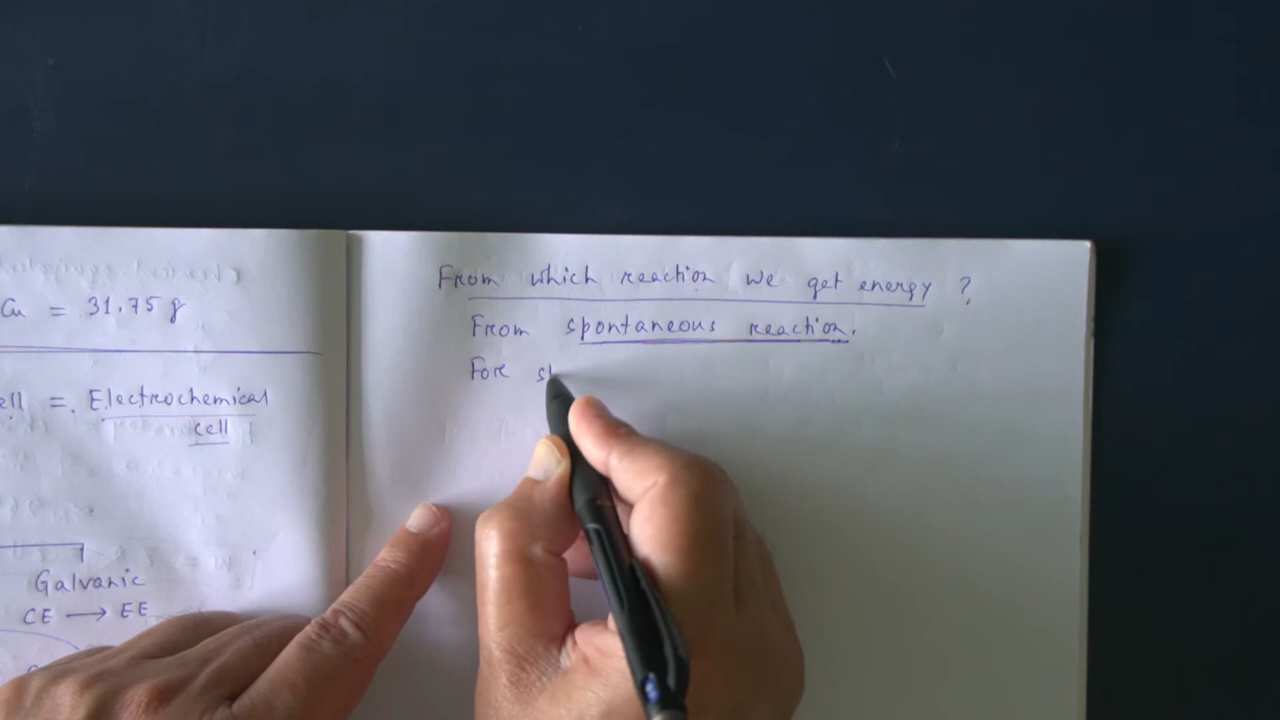 Cu = 31.75 g
ell = Electrochemical
cell
Galvanic
CE → EE
From which reaction we get energy ?
From spontaneous reaction.
For